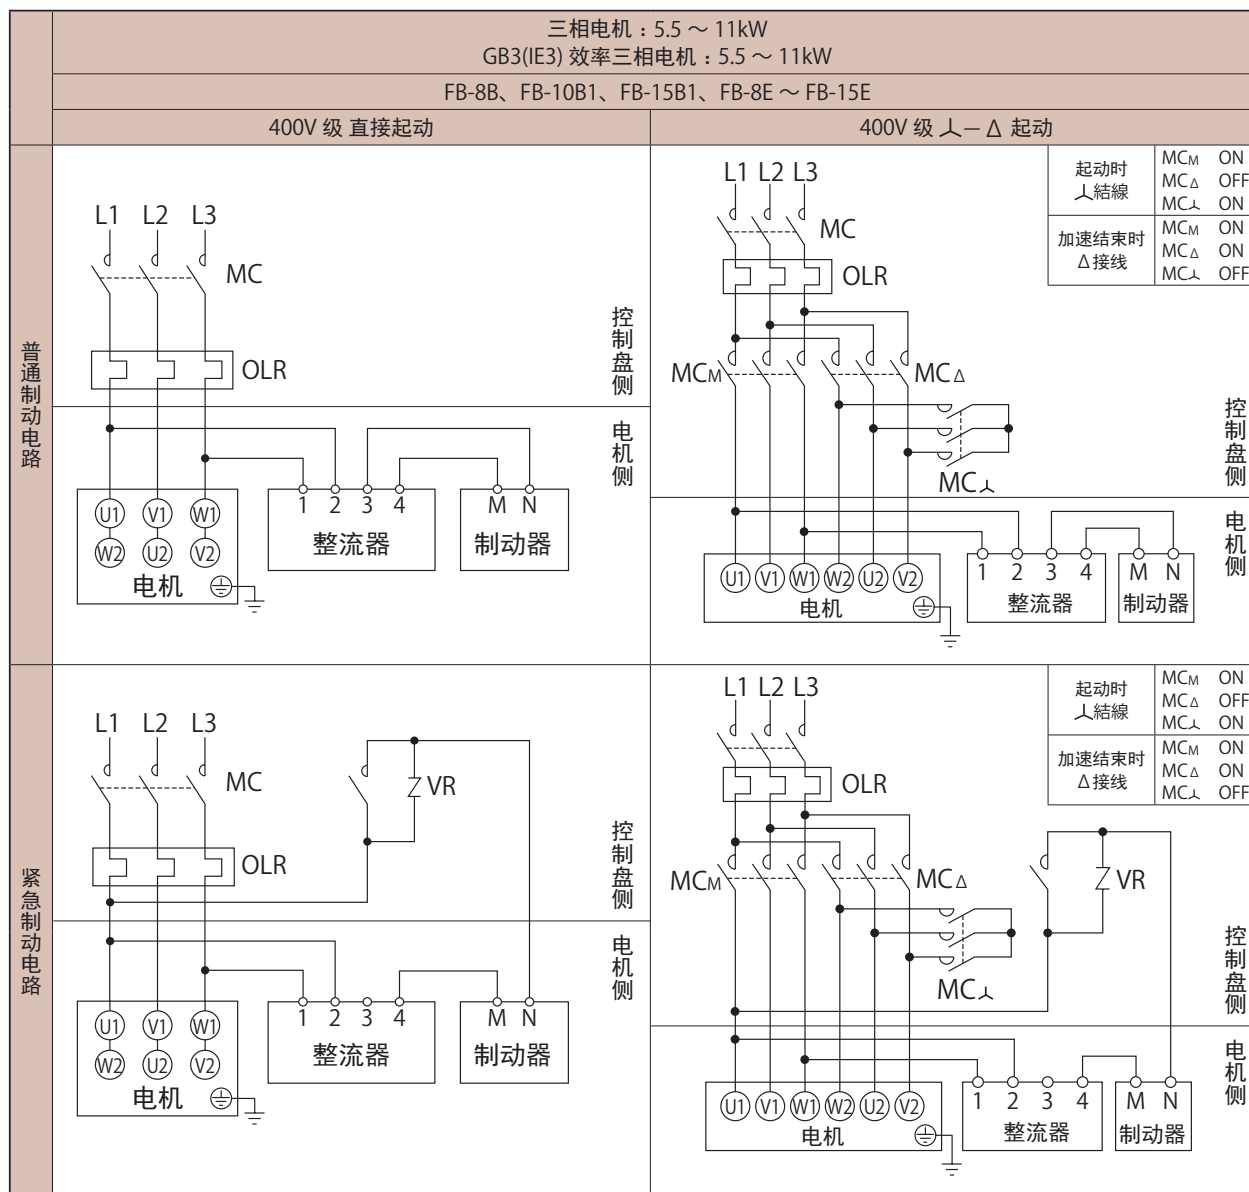 三相电机：5.5 ～ 11kW
GB3(IE3) 效率三相电机：5.5 ～ 11kW
FB-8B、FB-10B1、FB-15B1、FB-8E ～ FB-15E
400V 级 直接起动
400V 级 人－Δ 起动
普通制动电路
L1 L2 L3
MC
OLR
控制盘侧
电机侧
U1 V1 W1
W2 U2 V2
电机
1 2 3 4
整流器
M N
制动器
L1 L2 L3
MC
OLR
起动时
人結線
MCM ON
MCΔ OFF
MC人 ON
加速结束时
Δ接线
MCM ON
MCΔ ON
MC人 OFF
MCM
MCΔ
MC人
控制盘侧
电机侧
U1 V1 W1 W2 U2 V2
电机
1 2 3 4
整流器
M N
制动器
紧急制动电路
L1 L2 L3
MC
VR
OLR
控制盘侧
电机侧
U1 V1 W1
W2 U2 V2
电机
1 2 3 4
整流器
M N
制动器
L1 L2 L3
OLR
起动时
人結線
MCM ON
MCΔ OFF
MC人 ON
加速结束时
Δ接线
MCM ON
MCΔ ON
MC人 OFF
MCM
MCΔ
VR
MC人
控制盘侧
电机侧
U1 V1 W1 W2 U2 V2
电机
1 2 3 4
整流器
M N
制动器